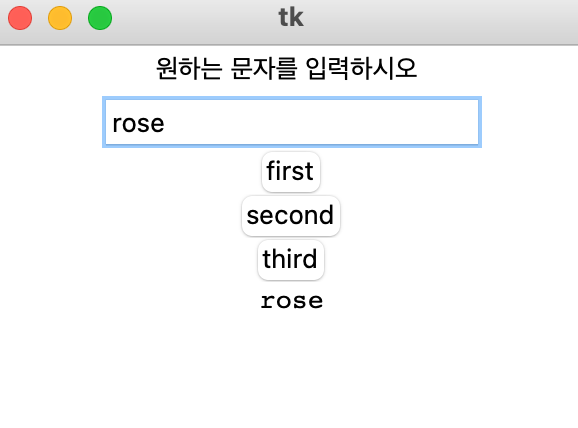 tk
원하는 문자를 입력하시오
rose
first
second
third
rose